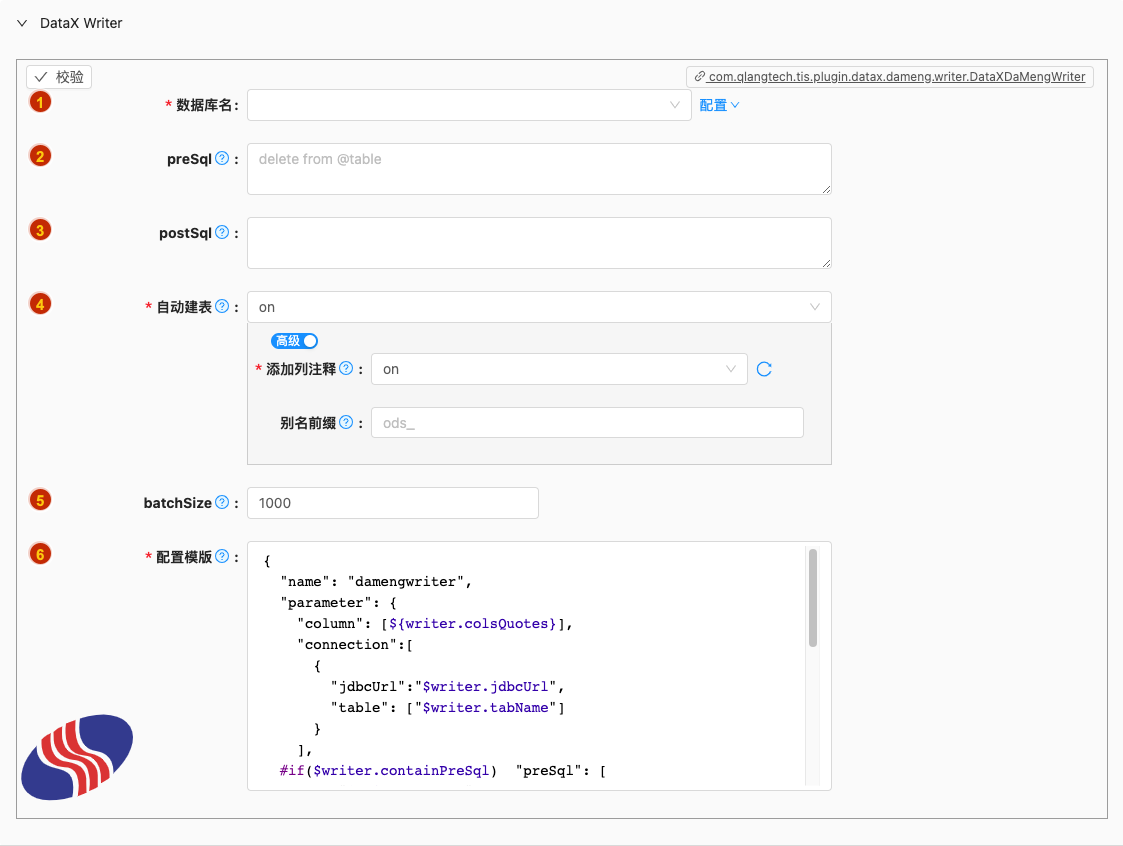 DataX Writer
校验
com.qlangtech.tis.plugin.datax.dameng.writer.DataXDaMengWriter
1
* 数据库名:
配置
2
preSql ? :
delete from @table
3
postSql ? :
4
* 自动建表 ? :
on
高级
* 添加列注释 ? :
on
别名前缀 ? :
ods_
5
batchSize ? :
1000
6
* 配置模版 ? :
{
"name": "damengwriter",
"parameter": {
"column": [${writer.colsQuotes}],
"connection":[
{
"jdbcUrl":"$writer.jdbcUrl",
"table": ["$writer.tabName"]
}
],
#if($writer.containPreSql)  "preSql": [